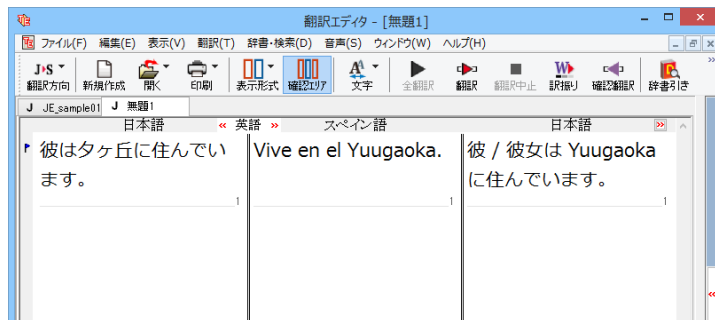 翻訳エディタ - [無題1]
ファイル(F) 編集(E) 表示(V) 翻訳(T) 辞書・検索(D) 音声(S) ウィンドウ(W) ヘルプ(H)
J▸S
翻訳方向 新規作成 開く 印刷 表示形式 確認エリア 文字 全翻訳 翻訳 翻訳中止 訳振り 確認翻訳 辞書引き
J JE_sample01 J 無題1
日本語 « 英語 » スペイン語 日本語 »
彼は夕ヶ丘に住んでい
ます。
1
Vive en el Yuugaoka.
1
彼 / 彼女は Yuugaoka
に住んでいます。
1